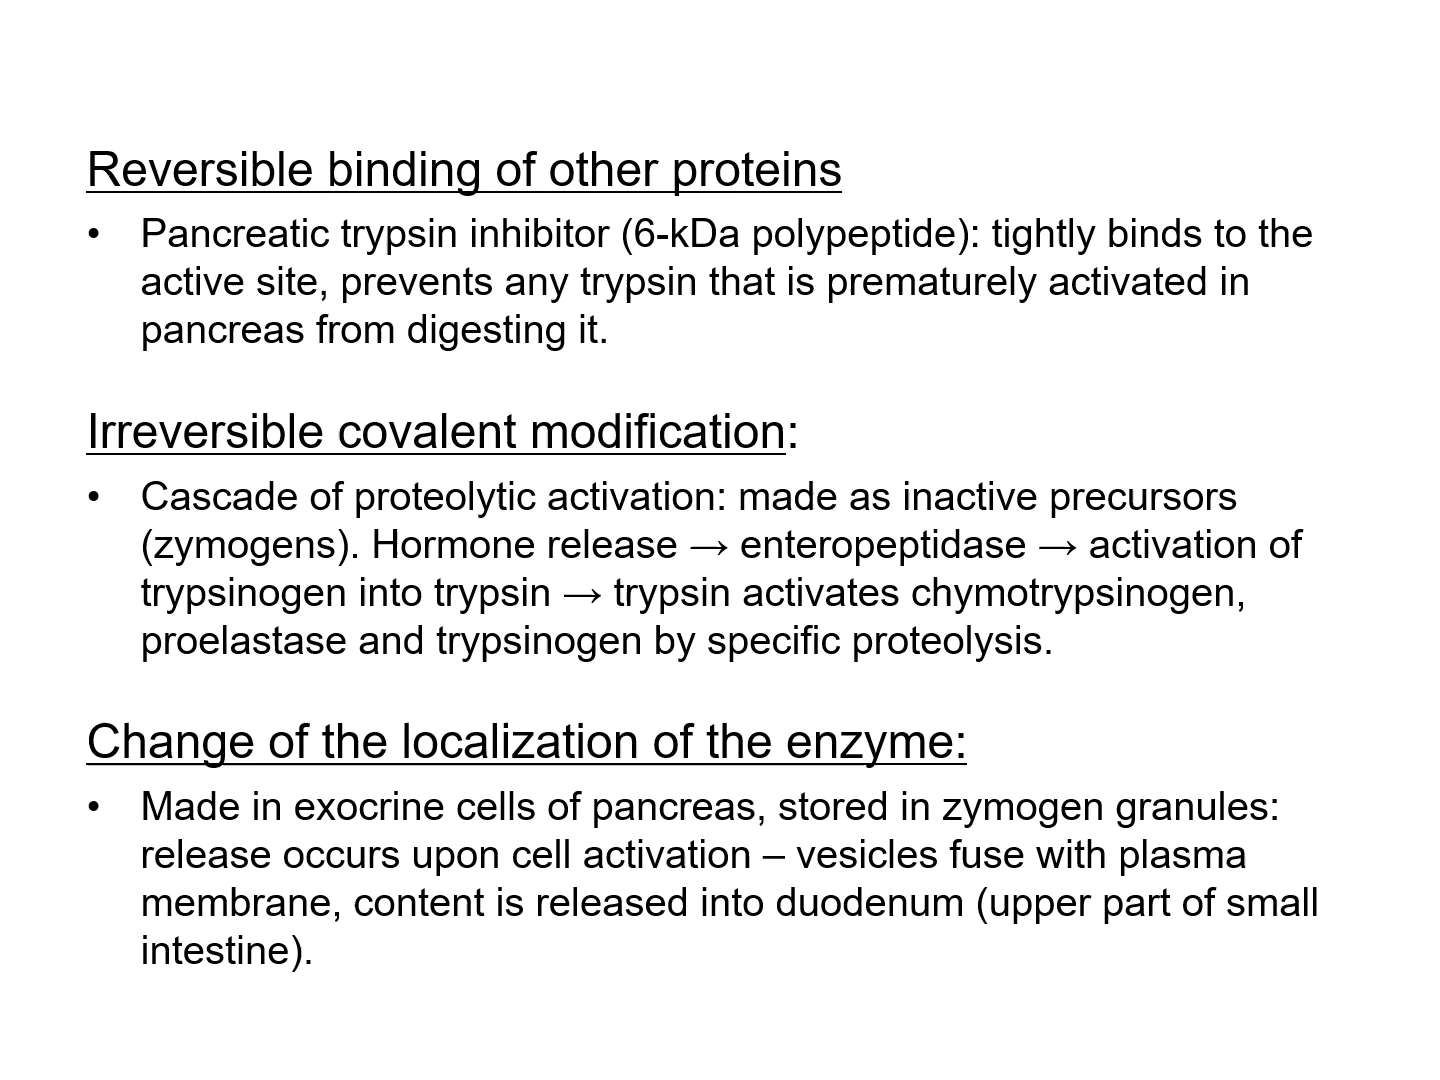 Reversible binding of other proteins
• Pancreatic trypsin inhibitor (6-kDa polypeptide): tightly binds to the
active site, prevents any trypsin that is prematurely activated in
pancreas from digesting it.
Irreversible covalent modification:
• Cascade of proteolytic activation: made as inactive precursors
(zymogens). Hormone release → enteropeptidase → activation of
trypsinogen into trypsin → trypsin activates chymotrypsinogen,
proelastase and trypsinogen by specific proteolysis.
Change of the localization of the enzyme:
• Made in exocrine cells of pancreas, stored in zymogen granules:
release occurs upon cell activation – vesicles fuse with plasma
membrane, content is released into duodenum (upper part of small
intestine).